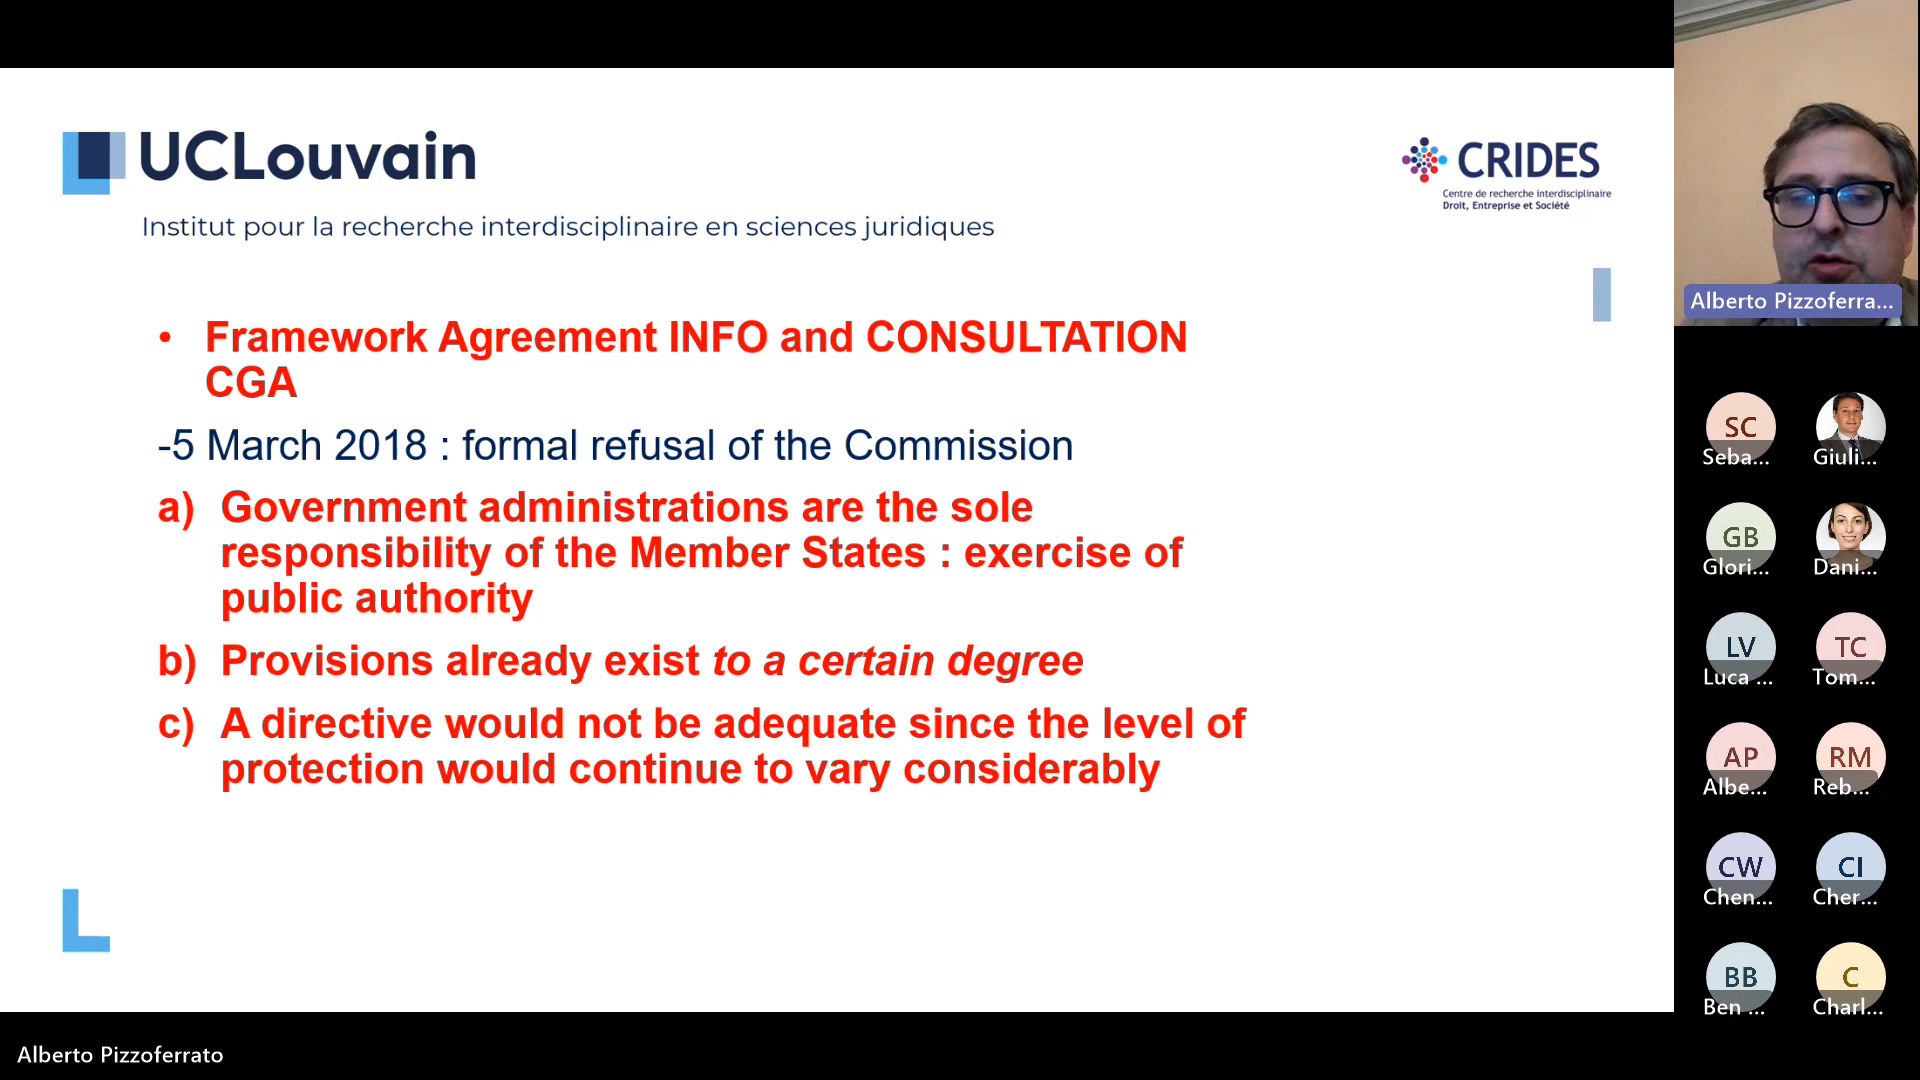 UCLouvain
Institut pour la recherche interdisciplinaire en sciences juridiques
CRIDES
Centre de recherche interdisciplinaire
Droit, Entreprise et Société
• Framework Agreement INFO and CONSULTATION
CGA
-5 March 2018 : formal refusal of the Commission
a) Government administrations are the sole
responsibility of the Member States : exercise of
public authority
b) Provisions already exist to a certain degree
c) A directive would not be adequate since the level of
protection would continue to vary considerably
Alberto Pizzoferra...
SC
Seba...
Giuli...
GB
Glori...
Dani...
LV
Luca ...
TC
Tom...
AP
Albe...
RM
Reb...
CW
Chen...
CI
Cher...
BB
Ben ...
C
Charl...
Alberto Pizzoferrato